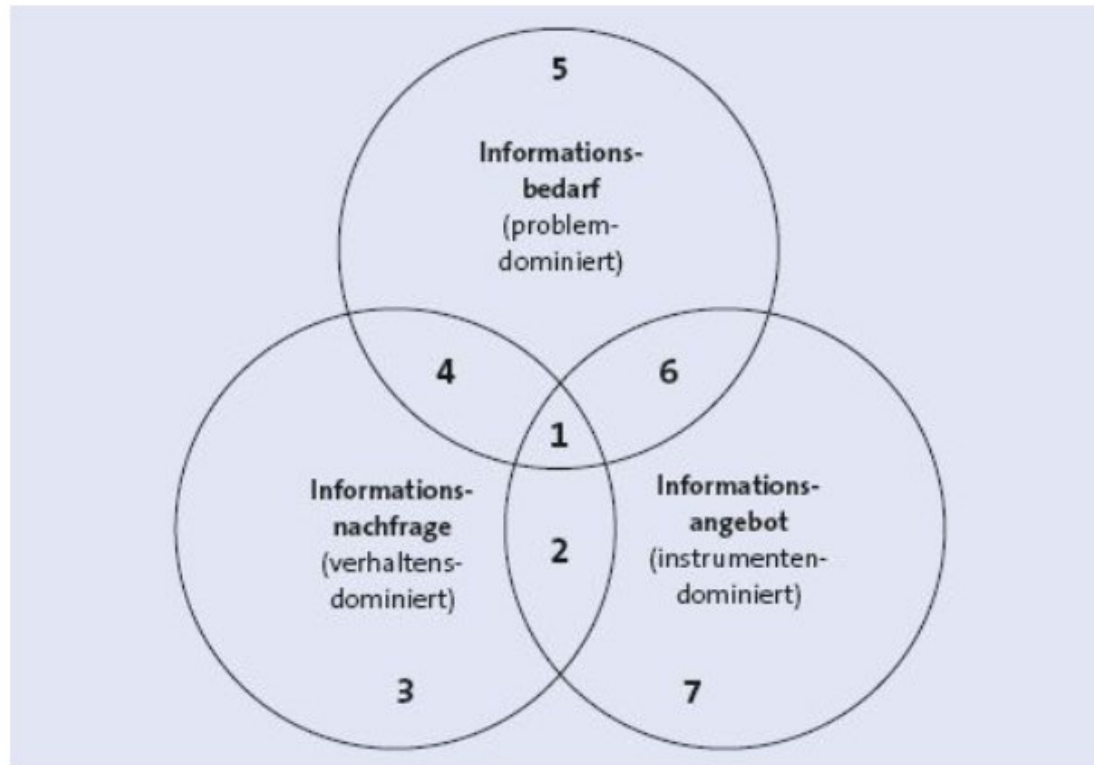 5
Informations-
bedarf
(problem-
dominiert)
4
6
1
Informations-
nachfrage
(verhaltens-
dominiert)
2
Informations-
angebot
(instrumenten-
dominiert)
3
7